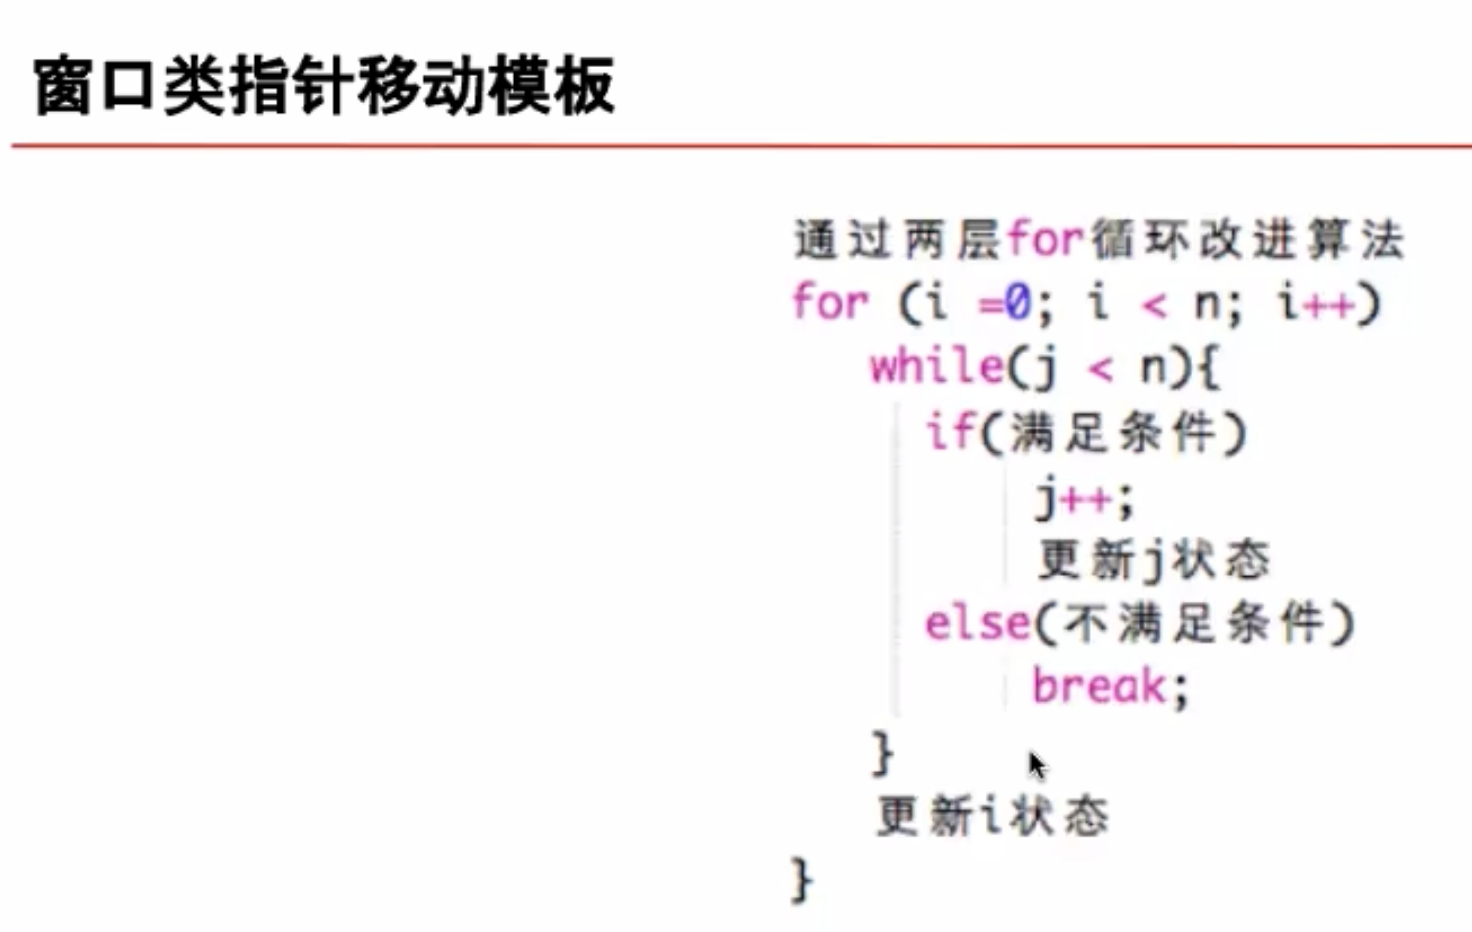 窗口类指针移动模板
通过两层for循环改进算法
for (i =0; i < n; i++)
while(j < n){
if(满足条件)
j++;
更新j状态
else(不满足条件)
break;
}
更新i状态
}